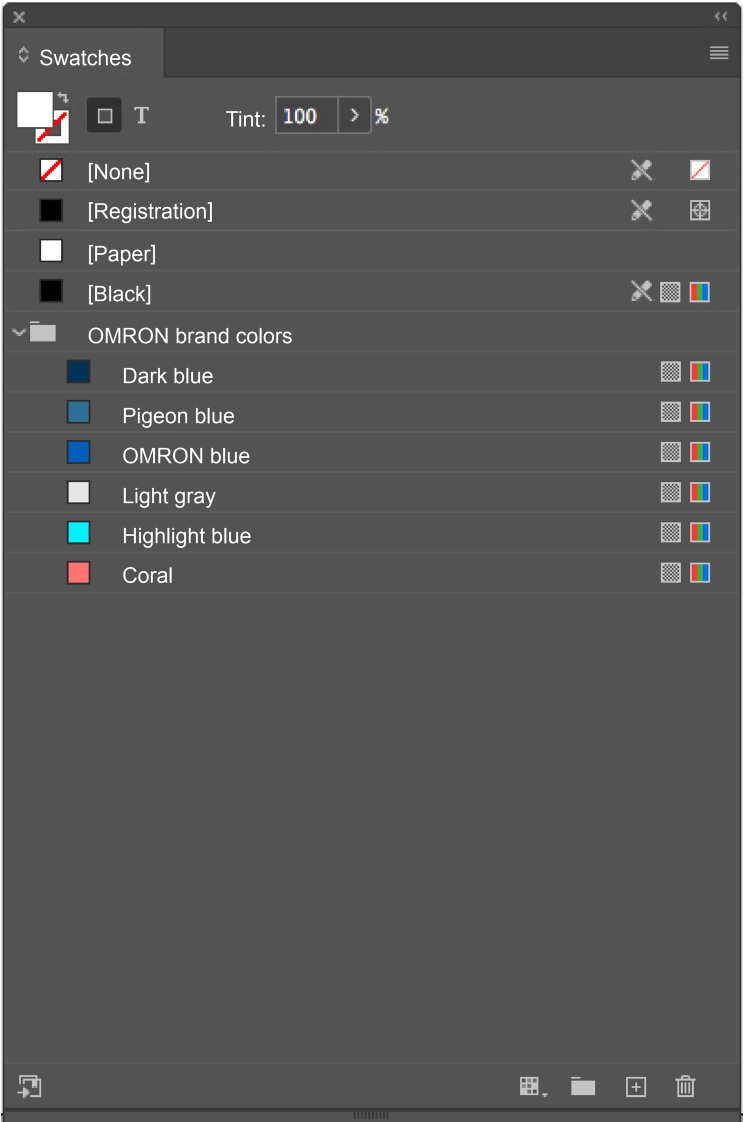 Swatches
T Tint: 100 %
[None]
[Registration]
[Paper]
[Black]
OMRON brand colors
Dark blue
Pigeon blue
OMRON blue
Light gray
Highlight blue
Coral